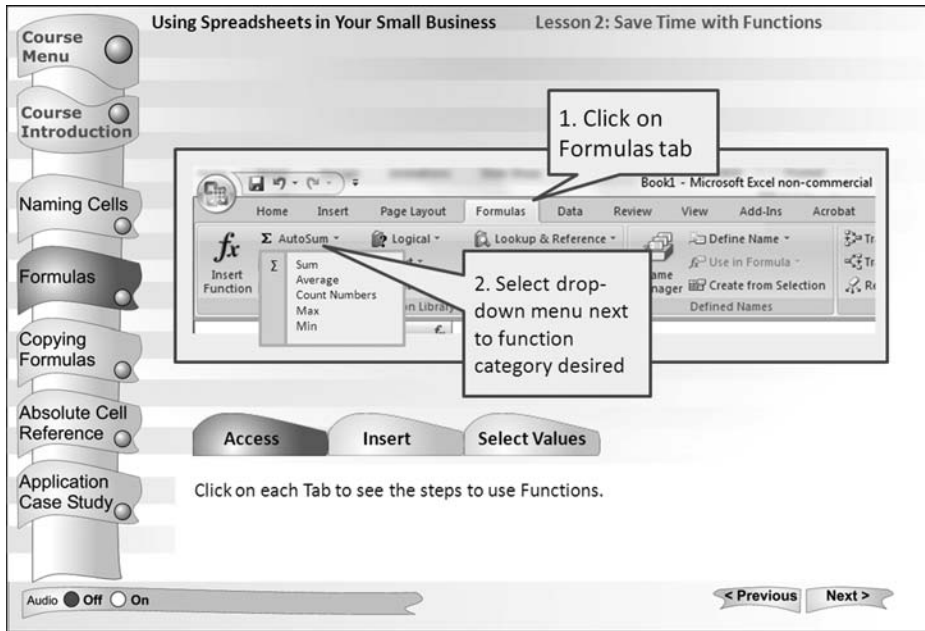 Using Spreadsheets in Your Small Business Lesson 2: Save Time with Functions
Course
Menu
Course
Introduction
Naming Cells
Formulas
Copying
Formulas
Absolute Cell
Reference
Application
Case Study
1. Click on
Formulas tab
Book1 - Microsoft Excel non-commercial
Home Insert Page Layout Formulas Data Review View Add-Ins Acrobat
fx
Insert
Function
Σ AutoSum
Logical
Lookup & Reference
Define Name
Use in Formula
Create from Selection
Defined Names
Σ Sum
Average
Count Numbers
Max
Min
2. Select drop-
down menu next
to function
category desired
Access Insert Select Values
Click on each Tab to see the steps to use Functions.
Audio Off On
< Previous Next >